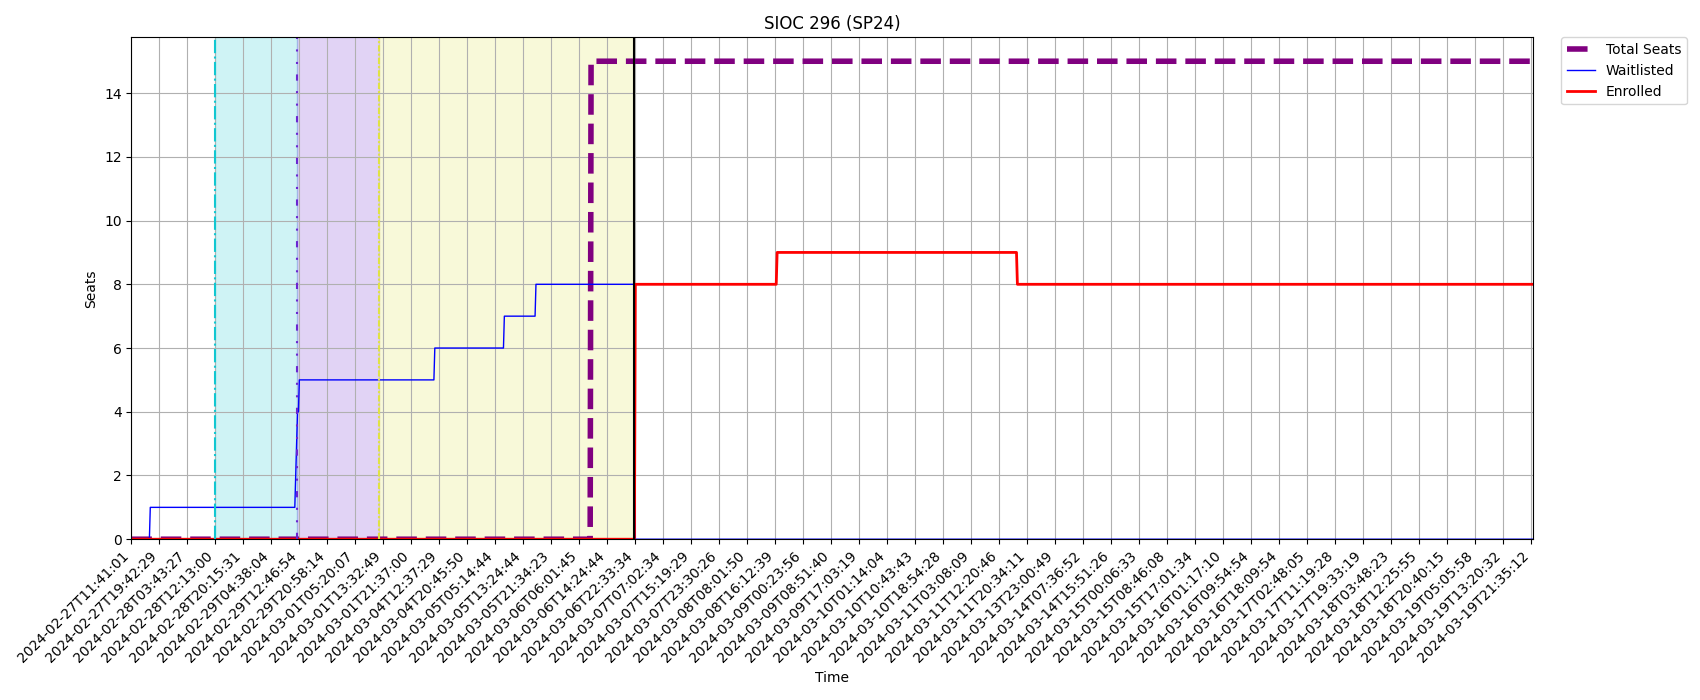 SIOC 296 (SP24)
Total Seats
Waitlisted
Enrolled
Seats
14
12
10
8
6
4
2
0
2024-02-27T11:41:01
2024-02-27T19:42:29
2024-02-28T03:43:27
2024-02-28T12:13:00
2024-02-28T20:15:31
2024-02-29T04:38:04
2024-02-29T12:46:54
2024-02-29T20:58:14
2024-03-01T05:20:07
2024-03-01T13:32:49
2024-03-01T21:37:00
2024-03-04T12:37:29
2024-03-04T20:45:50
2024-03-05T05:14:44
2024-03-05T13:24:44
2024-03-05T21:34:23
2024-03-06T06:01:45
2024-03-06T14:24:44
2024-03-06T22:33:34
2024-03-07T07:02:34
2024-03-07T15:19:29
2024-03-07T23:30:26
2024-03-08T08:01:50
2024-03-08T16:12:39
2024-03-09T00:23:56
2024-03-09T08:51:40
2024-03-09T17:03:19
2024-03-10T01:14:04
2024-03-10T10:43:43
2024-03-10T18:54:28
2024-03-11T03:08:09
2024-03-11T12:20:46
2024-03-11T20:34:11
2024-03-13T23:00:49
2024-03-14T07:36:52
2024-03-14T15:51:26
2024-03-15T00:06:33
2024-03-15T08:46:08
2024-03-15T17:01:34
2024-03-16T01:17:10
2024-03-16T09:54:54
2024-03-16T18:09:54
2024-03-17T02:48:05
2024-03-17T11:19:28
2024-03-17T19:33:19
2024-03-18T03:48:23
2024-03-18T12:25:55
2024-03-18T20:40:15
2024-03-19T05:05:58
2024-03-19T13:20:32
2024-03-19T21:35:12
Time